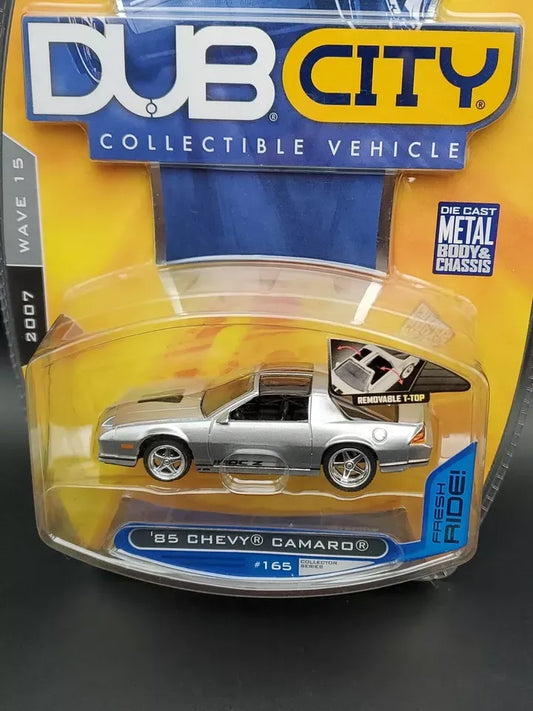 DUB® CITY®
COLLECTIBLE VEHICLE
2007 WAVE 15
DIE CAST
METAL
BODY&
CHASSIS
REMOVABLE T-TOP
IROC-Z
FRESH
RIDE!
'85 CHEVY® CAMARO®
#165 COLLECTOR
SERIES